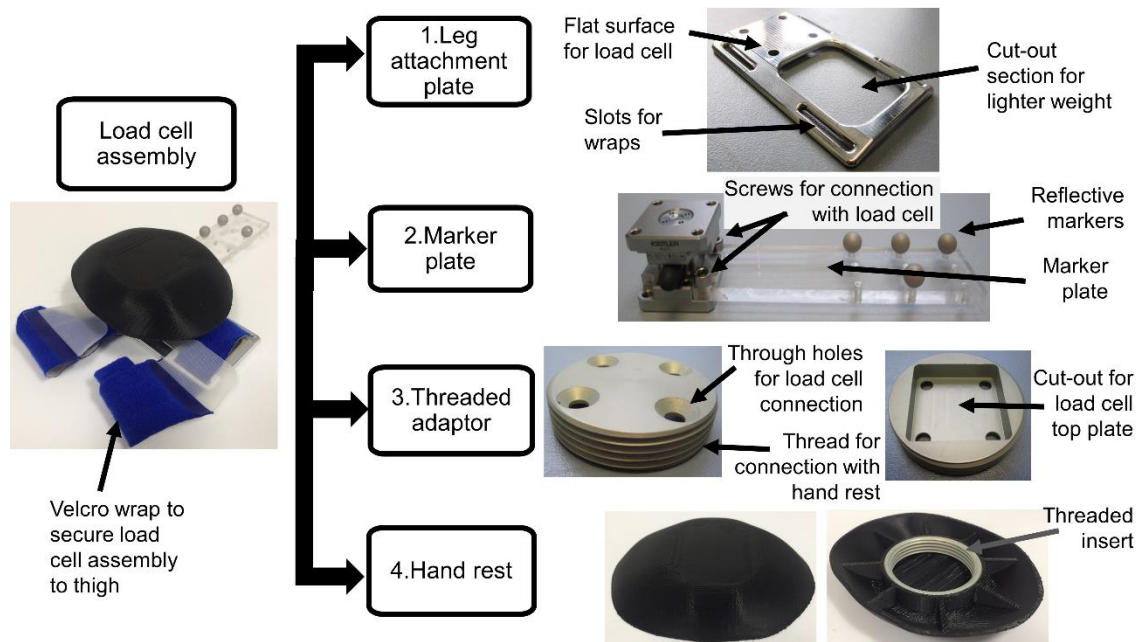 Load cell
assembly
Velcro wrap to
secure load
cell assembly
to thigh
1.Leg
attachment
plate
Flat surface
for load cell
Slots for
wraps
Cut-out
section for
lighter weight
2.Marker
plate
Screws for connection
with load cell
Reflective
markers
Marker
plate
KISTLER
3.Threaded
adaptor
Through holes
for load cell
connection
Thread for
connection with
hand rest
Cut-out for
load cell
top plate
4.Hand rest
Threaded
insert